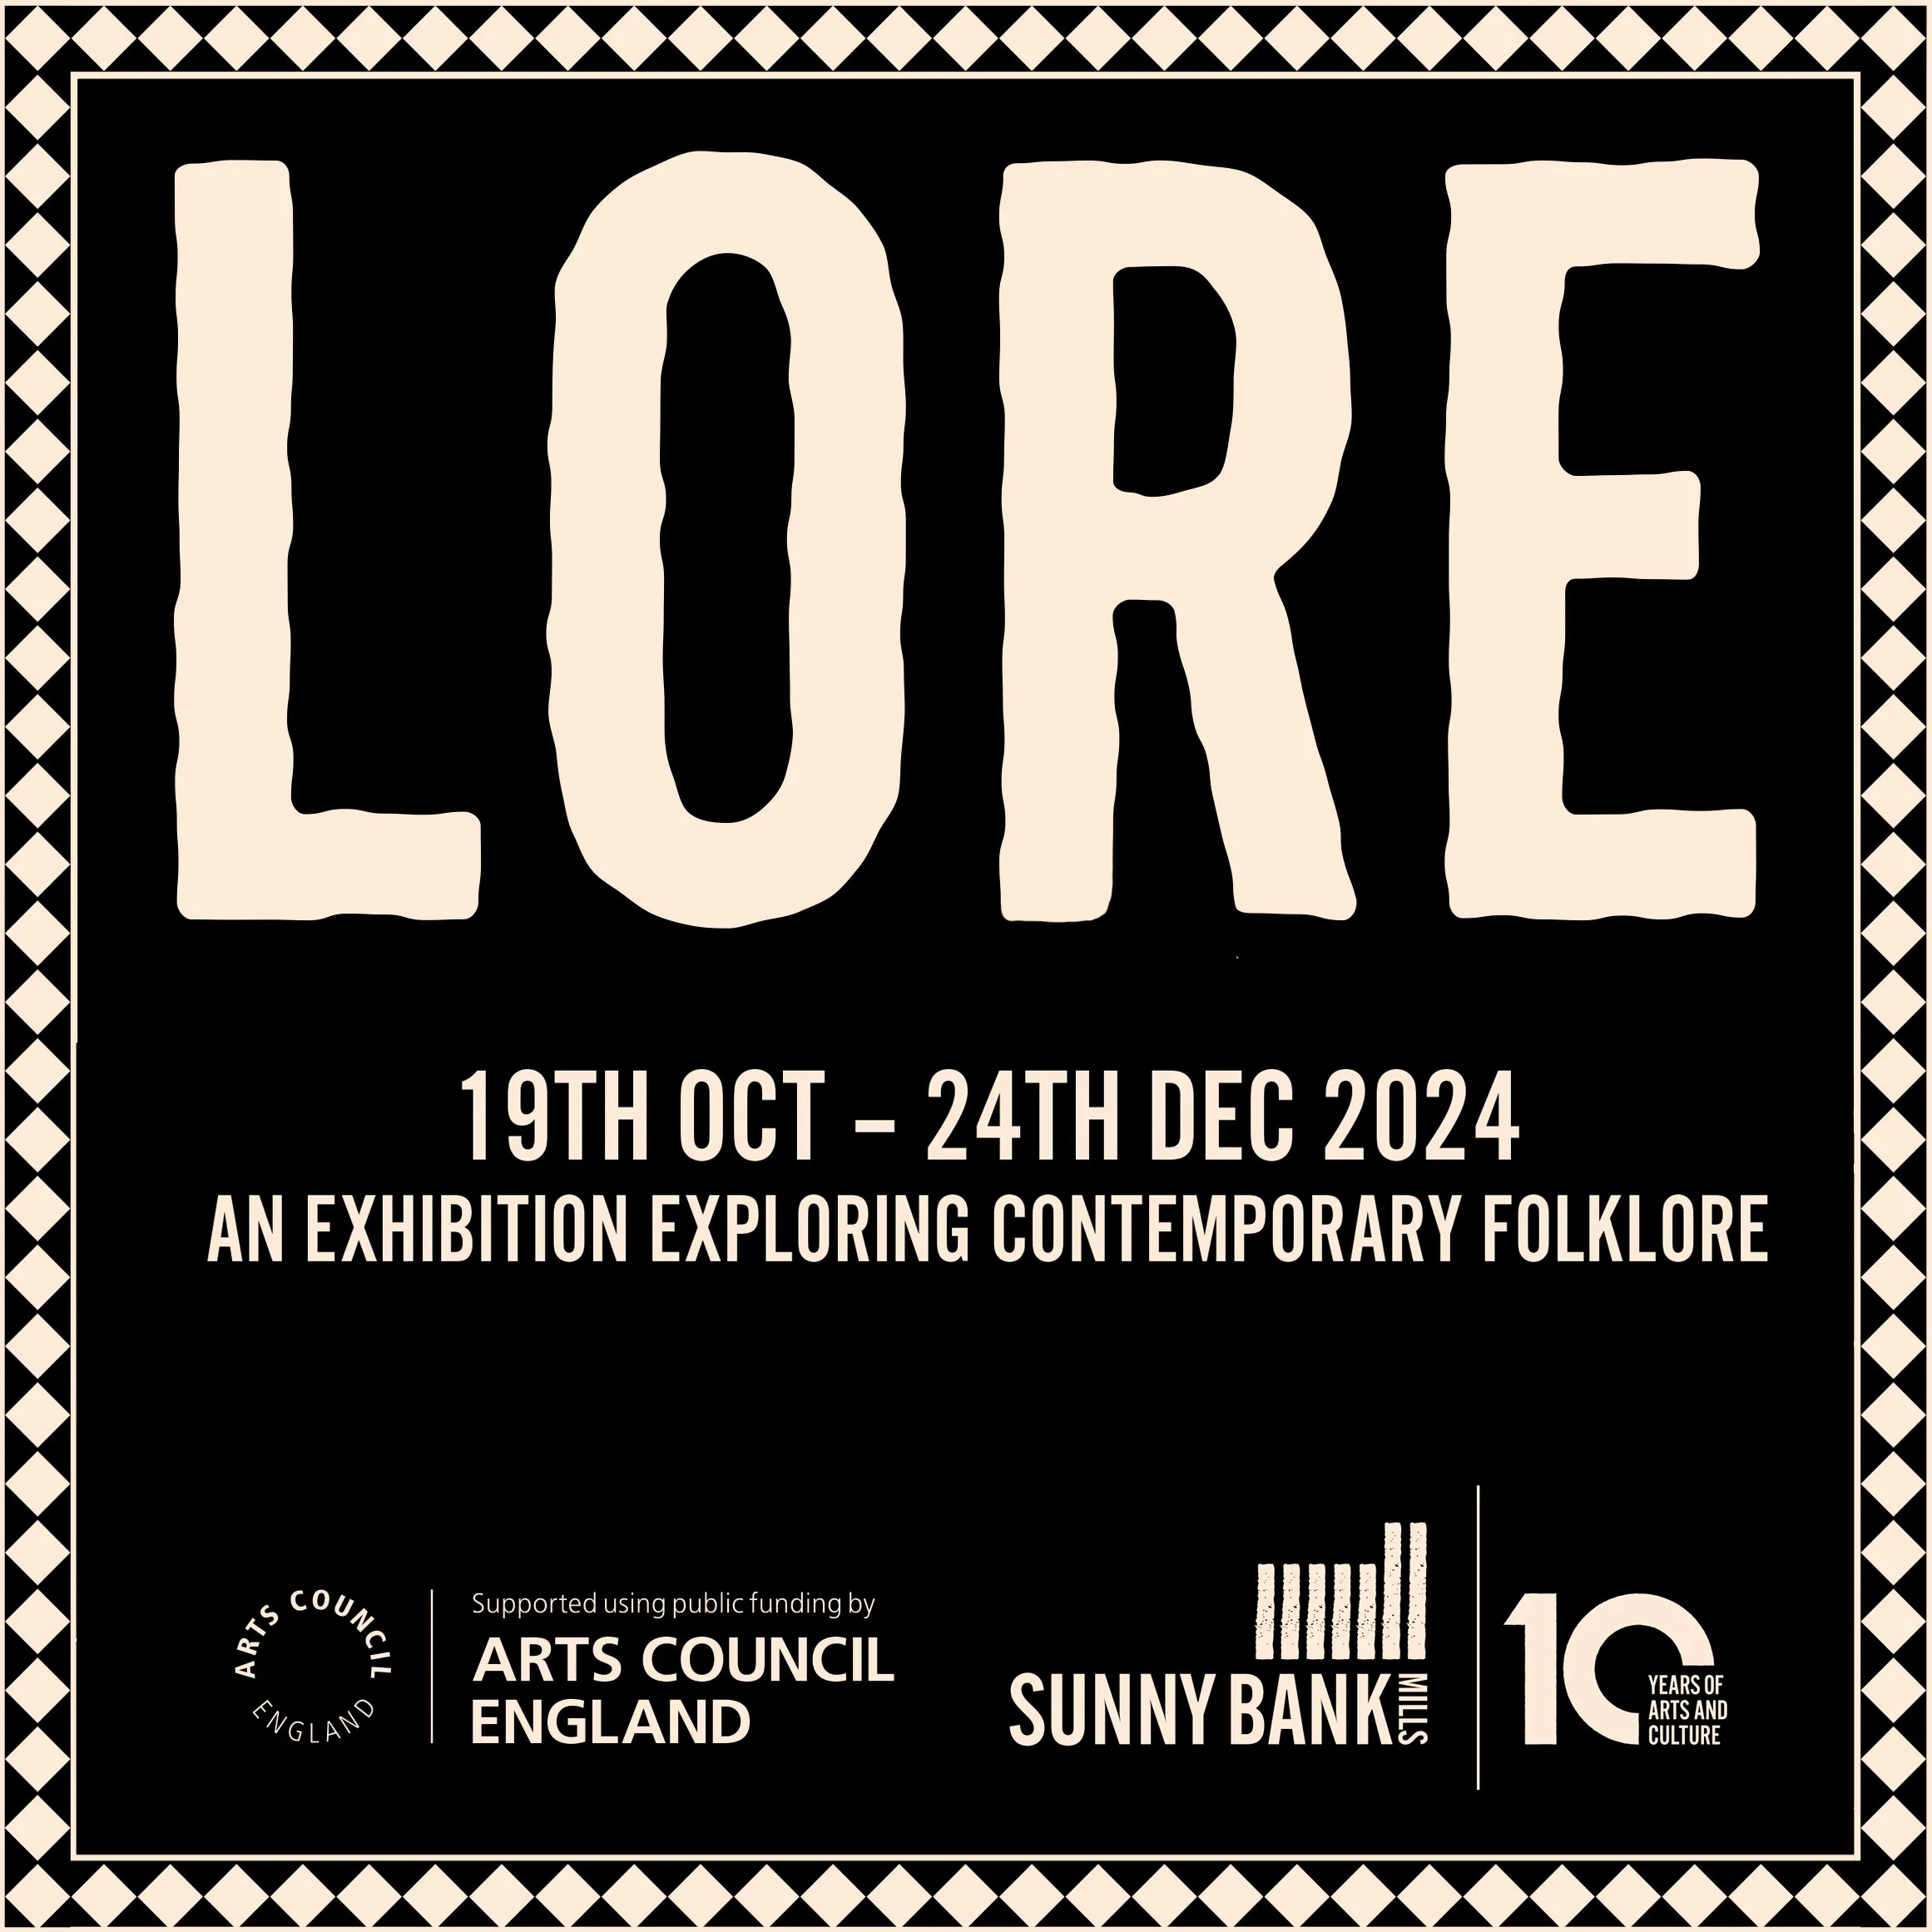 LORE
19TH OCT – 24TH DEC 2024
AN EXHIBITION EXPLORING CONTEMPORARY FOLKLORE
ARTS COUNCIL
ENGLAND
Supported using public funding by
ARTS COUNCIL
ENGLAND
SUNNY BANK
MILLS
10
YEARS OF
ARTS AND
CULTURE